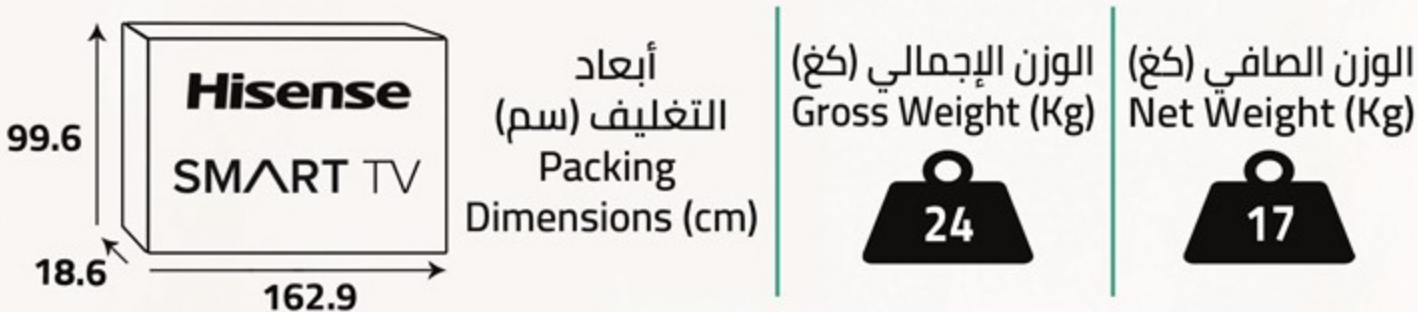 99.6
Hisense
SMART TV
18.6
162.9
أبعاد
التغليف (سم)
Packing
Dimensions (cm)
الوزن الإجمالي (كغ)
Gross Weight (Kg)
24
الوزن الصافي (كغ)
Net Weight (Kg)
17